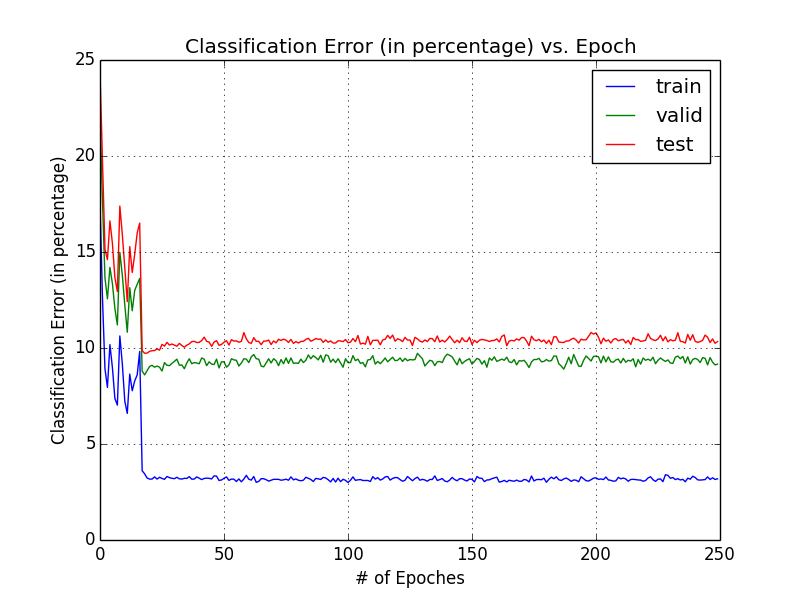 Classification Error (in percentage) vs. Epoch
25
20
15
10
5
0
Classification Error (in percentage)
train
valid
test
0 50 100 150 200 250
# of Epoches